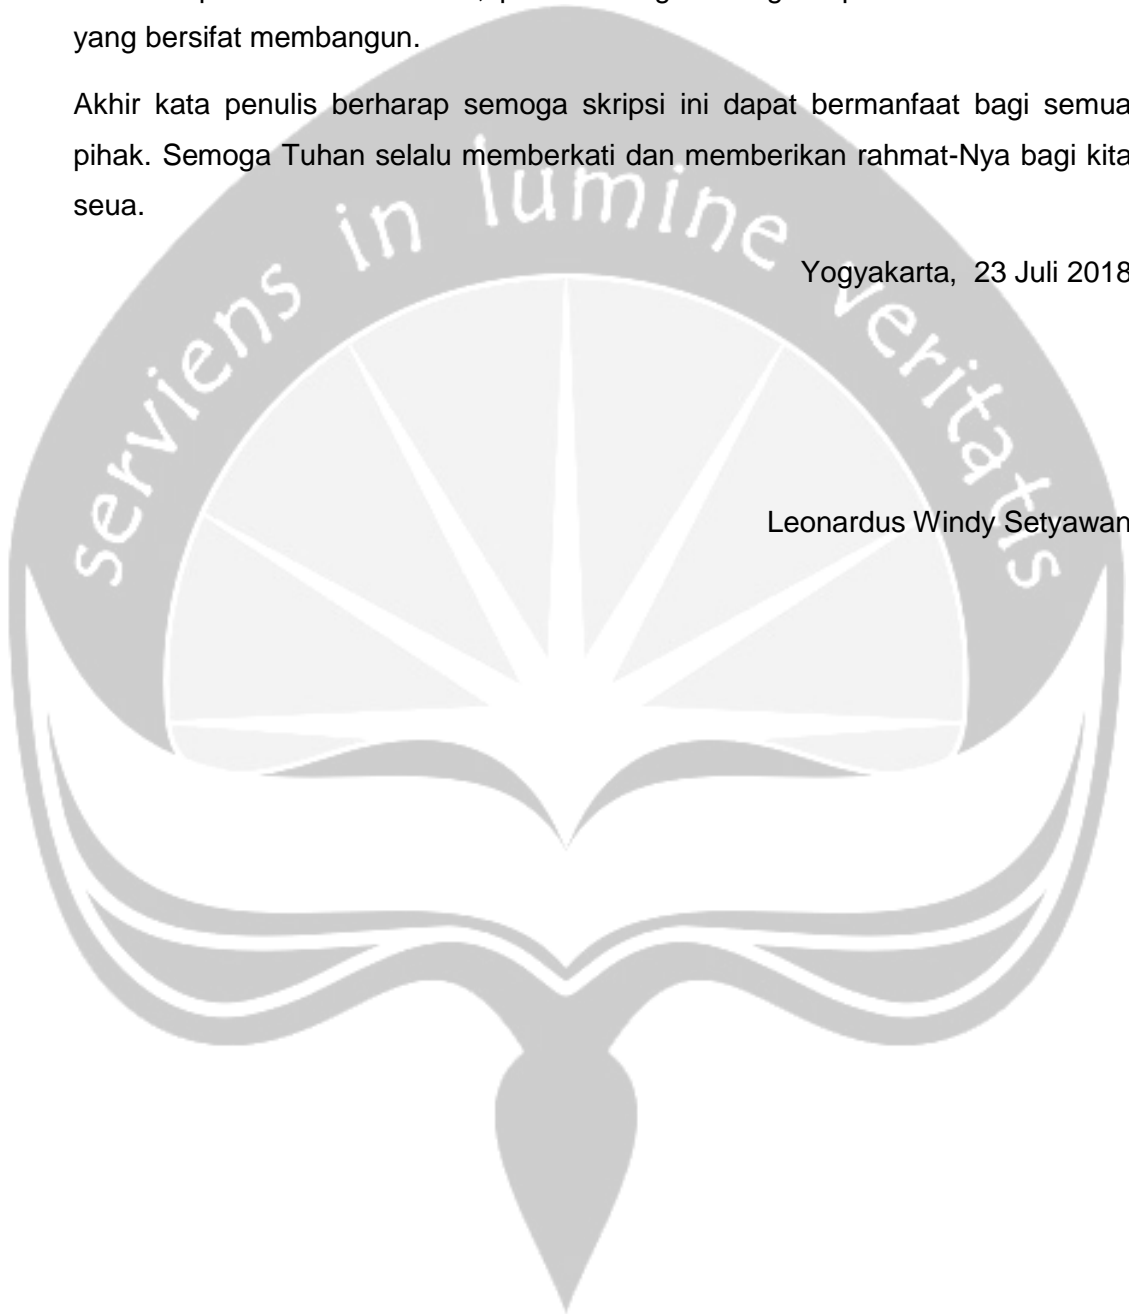 yang bersifat membangun.
Akhir kata penulis berharap semoga skripsi ini dapat bermanfaat bagi semua
pihak. Semoga Tuhan selalu memberkati dan memberikan rahmat-Nya bagi kita
seua.
serviens in lumine veritatis
Yogyakarta, 23 Juli 2018
Leonardus Windy Setyawan